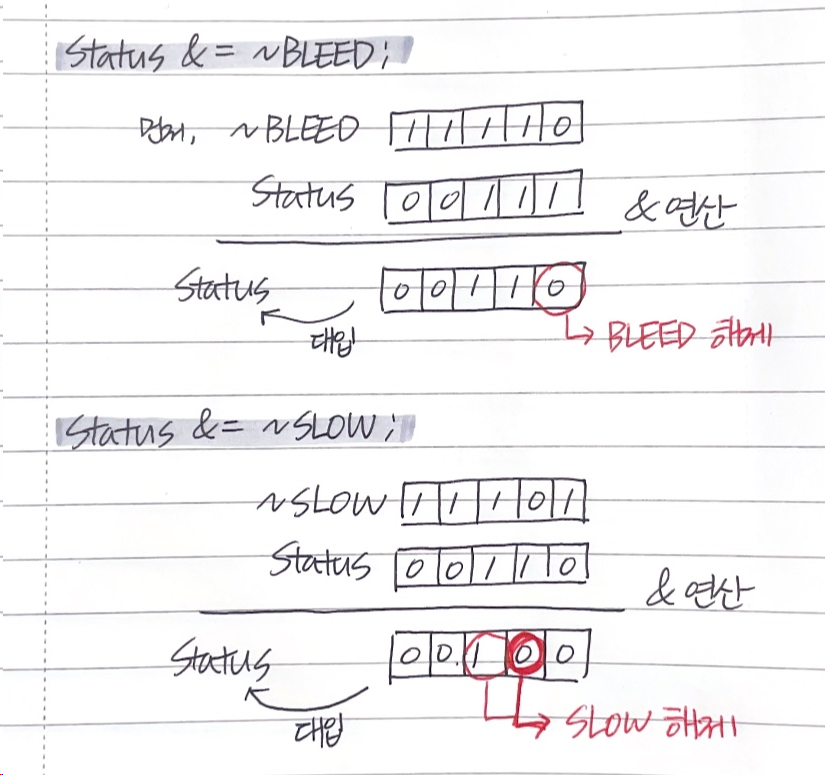 Status &= ~BLEED;
먼저, ~BLEED 1 1 1 1 0
Status 0 0 1 1 1 & 연산
Status 0 0 1 1 0
대입 → BLEED 해제
Status &= ~SLOW;
~SLOW 1 1 1 0 1
Status 0 0 1 1 0 & 연산
Status 0 0. 1 0 0
대입 → SLOW 해제